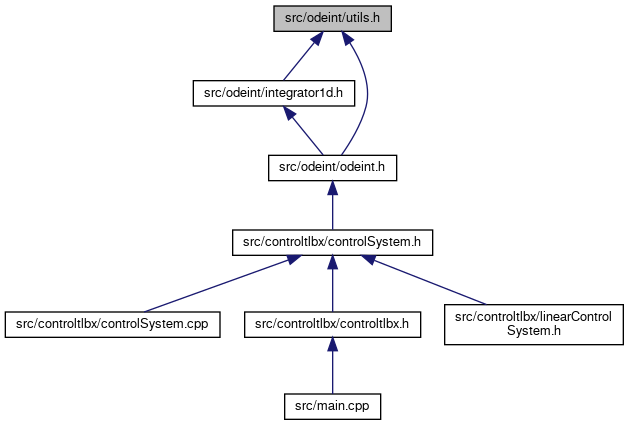 src/odeint/utils.h
src/odeint/integrator1d.h
src/odeint/odeint.h
src/controltlbx/controlSystem.h
src/controltlbx/controlSystem.cpp
src/controltlbx/controltlbx.h
src/controltlbx/linearControl
System.h
src/main.cpp